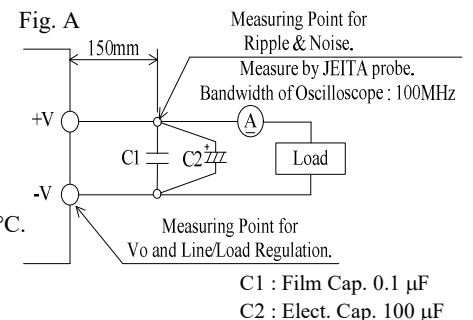 Fig. A
Measuring Point for
Ripple & Noise.
150mm
Measure by JEITA probe.
Bandwidth of Oscilloscope : 100MHz
+V
A
C1
C2
+
Load
-V
°C.
Measuring Point for
Vo and Line/Load Regulation.
C1 : Film Cap. 0.1 µF
C2 : Elect. Cap. 100 µF